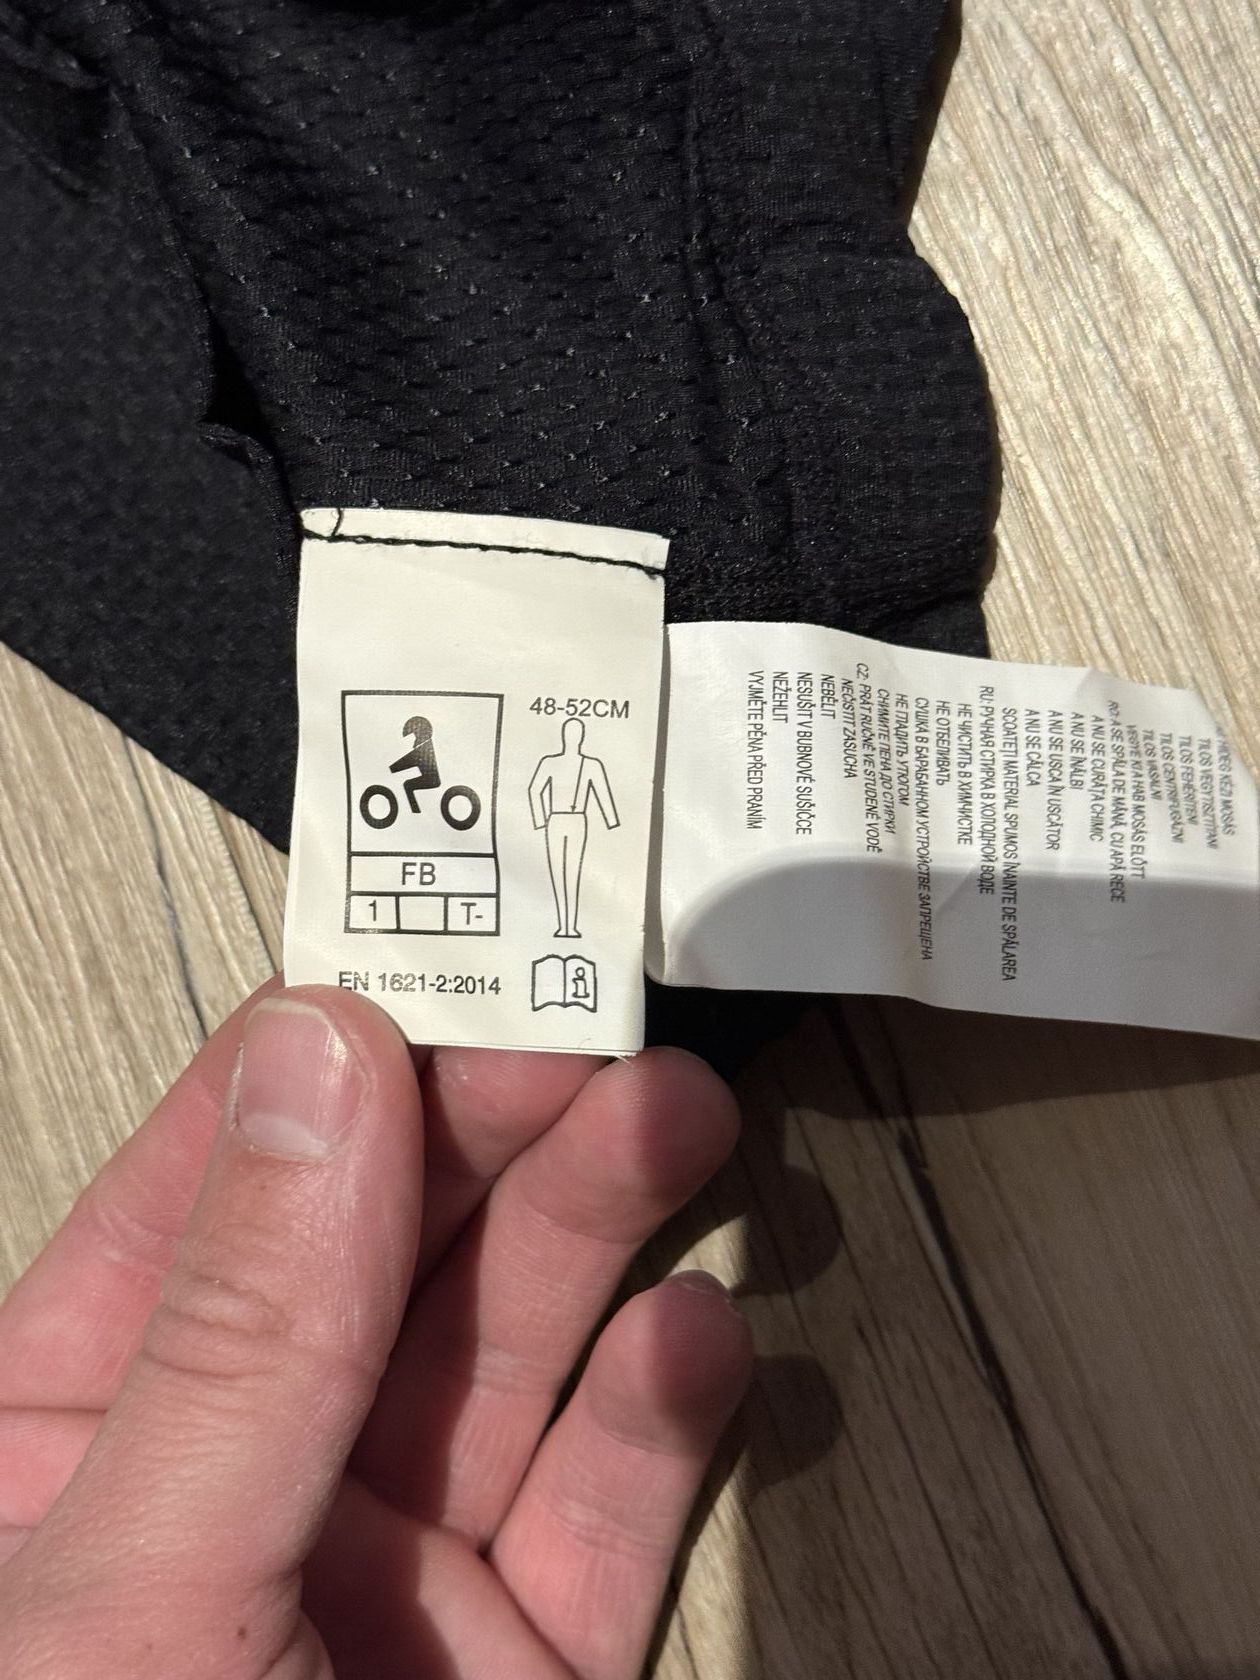 48-52CM
FB
1 T-
EN 1621-2:2014
i
TILOS VEGYTISZTÍTANI
TILOS FEHÉRÍTENI
TILOS CENTRIFUGÁZNI
TILOS VASALNI
VEGYE KI A HAB MOSÁS ELŐTT
RO: A SE SPĂLA DE MÂNĂ, CU APĂ RECE
A NU SE CURĂȚA CHIMIC
A NU SE ÎNĂLBI
A NU SE USCA ÎN USCĂTOR
A NU SE CĂLCA
SCOATEȚI MATERIAL SPUMOS ÎNAINTE DE SPĂLAREA
RU: РУЧНАЯ СТИРКА В ХОЛОДНОЙ ВОДЕ
НЕ ЧИСТИТЬ В ХИМЧИСТКЕ
НЕ ОТБЕЛИВАТЬ
СУШКА В БАРАБАННОМ УСТРОЙСТВЕ ЗАПРЕЩЕНА
НЕ ГЛАДИТЬ УТЮГОМ
СНИМИТЕ ПЕНА ДО СТИРКИ
CZ: PRÁT RUČNĚ VE STUDENÉ VODĚ
NEČISTIT ZASUCHA
NEBĚLIT
NESUŠIT V BUBNOVÉ SUŠIČCE
NEŽEHLIT
VYJMĚTE PĚNA PŘED PRANÍM